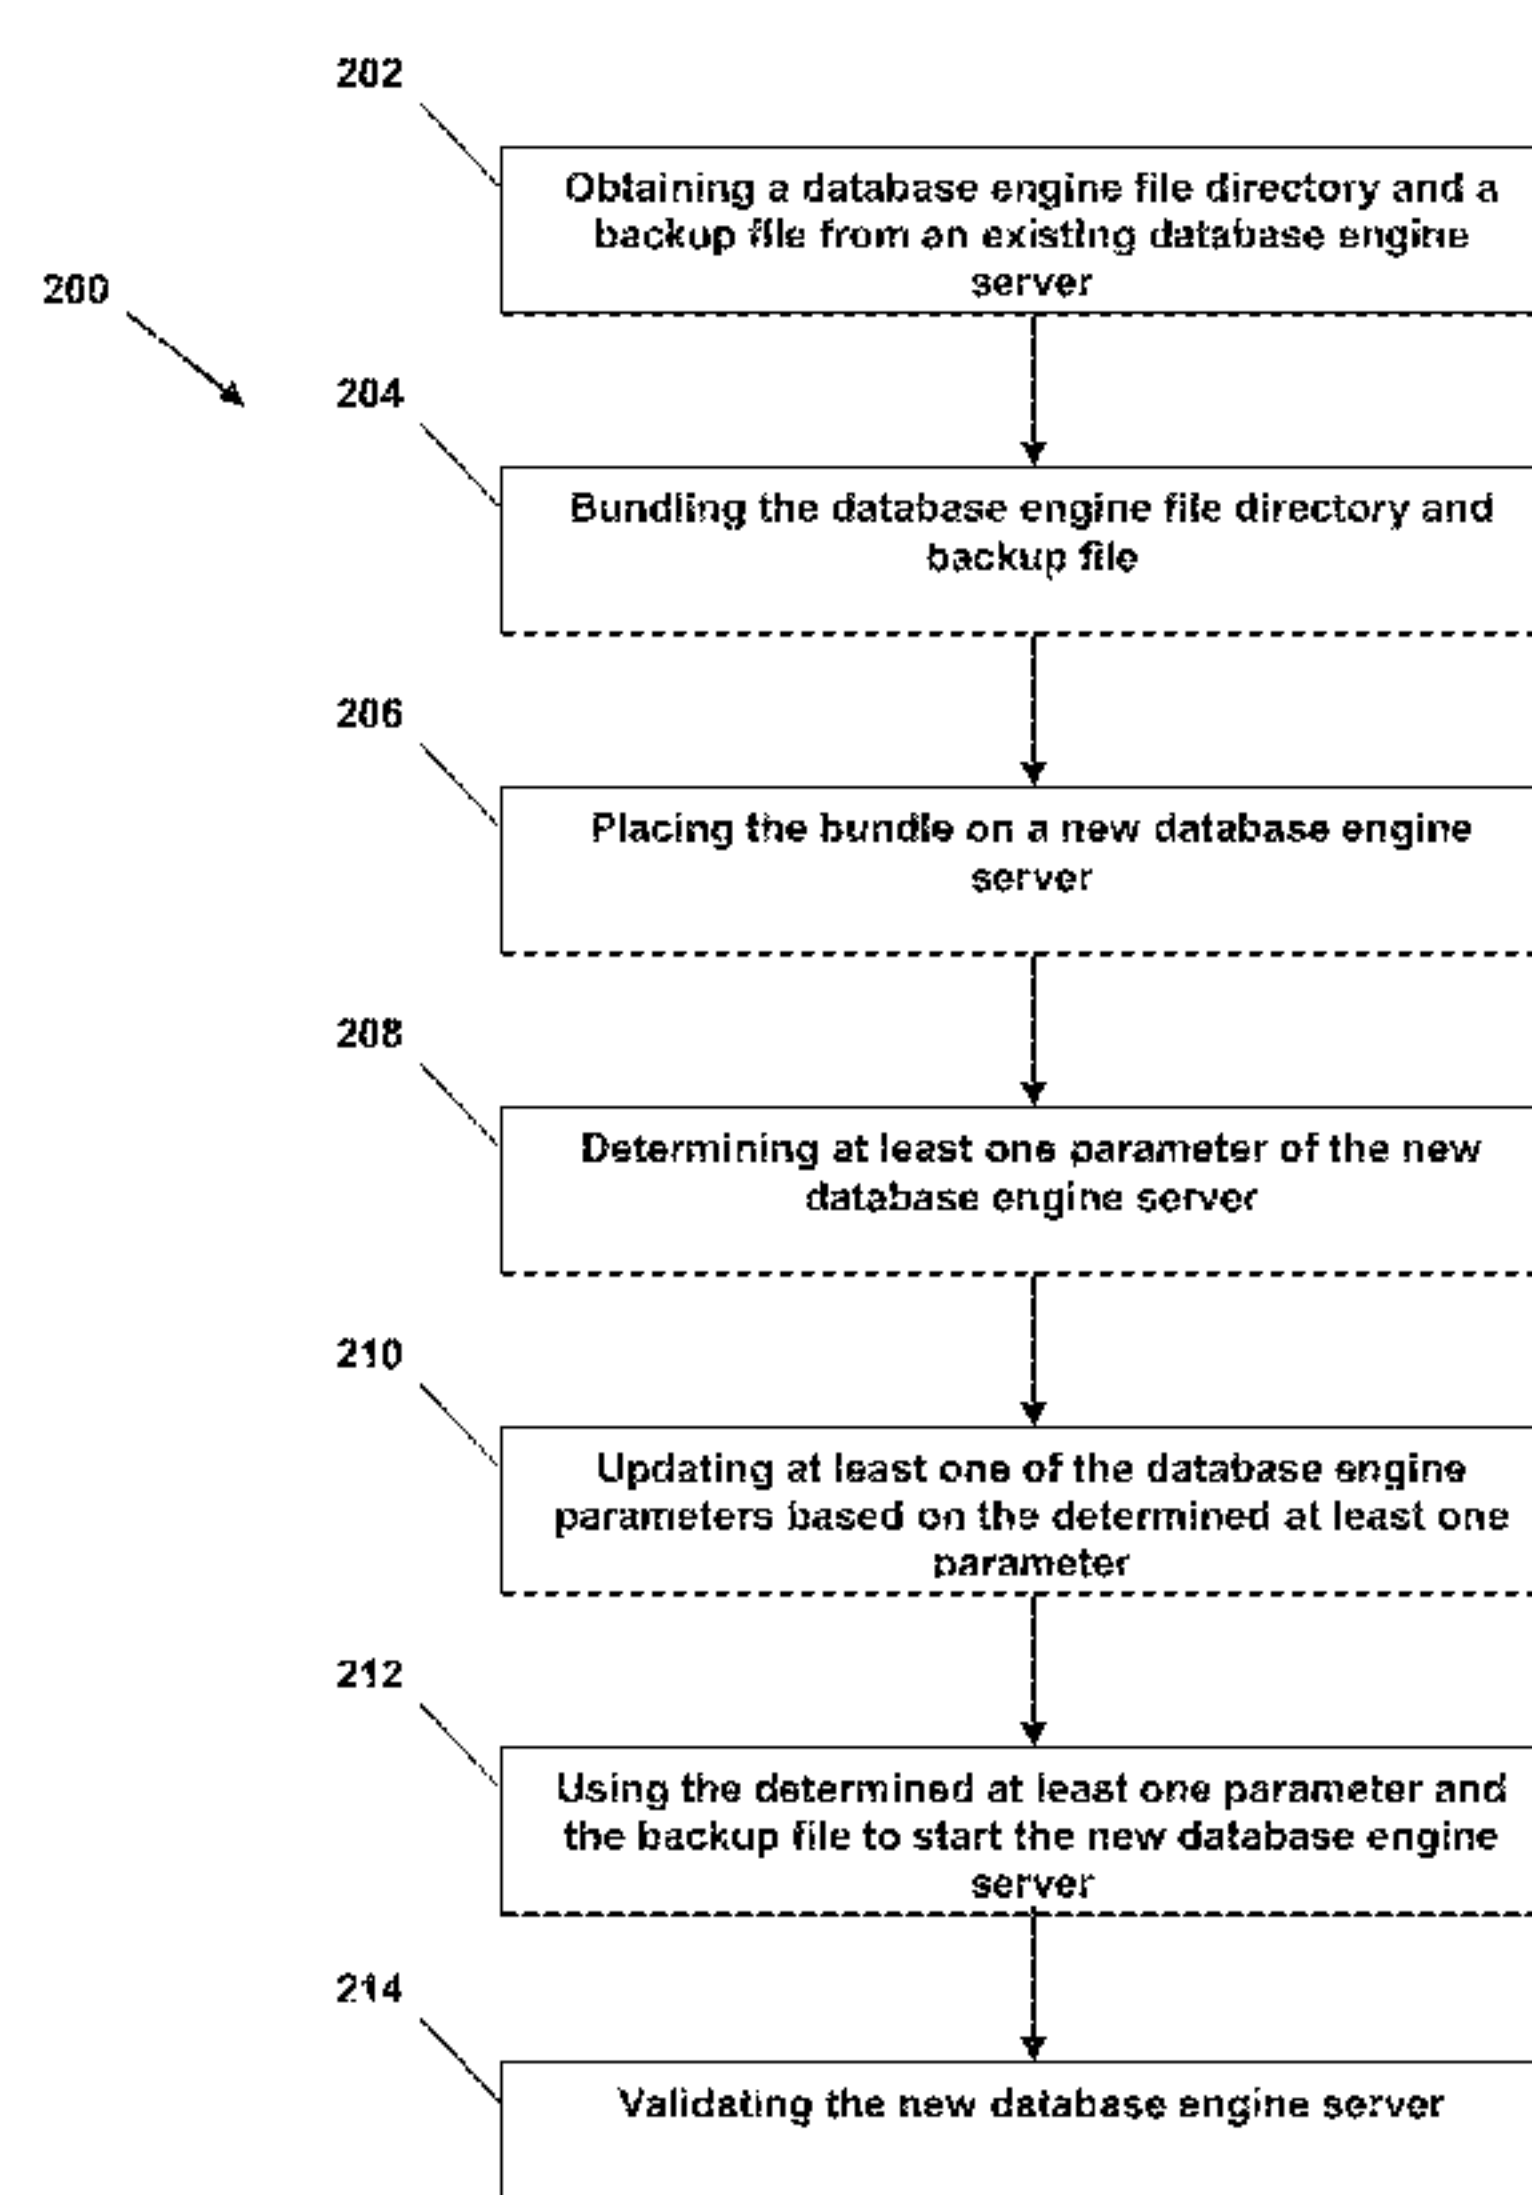 202
Obtaining a database engine file directory and a
backup file from an existing database engine
server
200
204
Bundling the database engine file directory and
backup file
206
Placing the bundle on a new database engine
server
208
Determining at least one parameter of the new
database engine server
210
Updating at least one of the database engine
parameters based on the determined at least one
parameter
212
Using the determined at least one parameter and
the backup file to start the new database engine
server
214
Validating the new database engine server